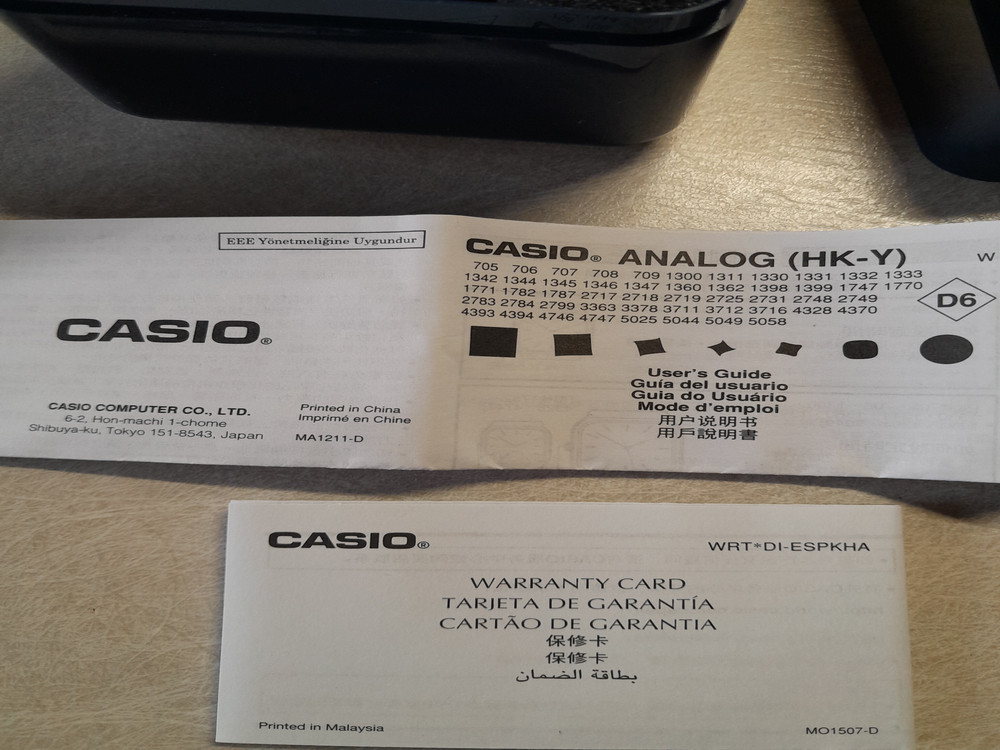 EEE Yönetmeliğine Uygundur
CASIO®
CASIO COMPUTER CO., LTD.
6-2, Hon-machi 1-chome
Shibuya-ku, Tokyo 151-8543, Japan
Printed in China
Imprimé en Chine
MA1211-D
CASIO® ANALOG (HK-Y)
W
705 706 707 708 709 1300 1311 1330 1331 1332 1333
1342 1344 1345 1346 1347 1360 1362 1398 1399 1747 1770
1771 1782 1787 2717 2718 2719 2725 2731 2748 2749
2783 2784 2799 3363 3378 3711 3712 3716 4328 4370
4393 4394 4746 4747 5025 5044 5049 5058
D6
User's Guide
Guía del usuario
Guia do Usuário
Mode d'emploi
用户说明书
用戶說明書
CASIO®
WRT*DI-ESPKHA
WARRANTY CARD
TARJETA DE GARANTÍA
CARTÃO DE GARANTIA
保修卡
保修卡
بطاقة الضمان
Printed in Malaysia
MO1507-D